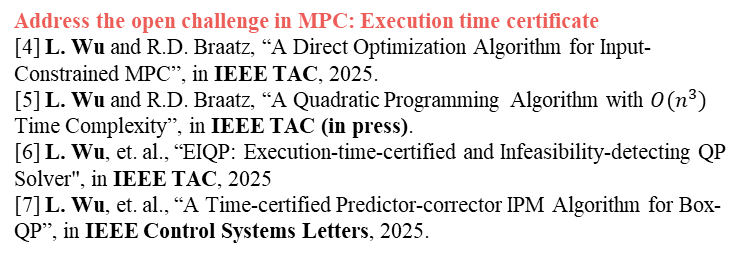 Address the open challenge in MPC: Execution time certificate
[4] L. Wu and R.D. Braatz, “A Direct Optimization Algorithm for Input-
Constrained MPC”, in IEEE TAC, 2025.
[5] L. Wu and R.D. Braatz, “A Quadratic Programming Algorithm with 𝑂(𝑛³)
Time Complexity”, in IEEE TAC (in press).
[6] L. Wu, et. al., “EIQP: Execution-time-certified and Infeasibility-detecting QP
Solver", in IEEE TAC, 2025
[7] L. Wu, et. al., “A Time-certified Predictor-corrector IPM Algorithm for Box-
QP”, in IEEE Control Systems Letters, 2025.